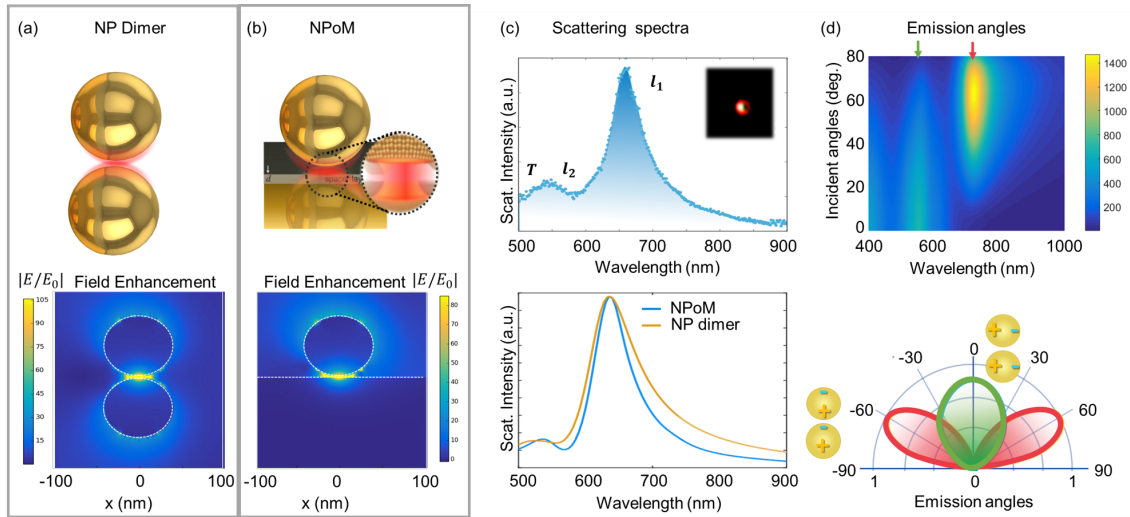 (a) NP Dimer
|E/E₀| Field Enhancement
105
90
75
60
45
30
15
-100 0 100
x (nm)
(b) NPoM
d
Field Enhancement |E/E₀|
80
70
60
50
40
30
20
10
0
-100 0 100
x (nm)
(c) Scattering spectra
Scat. Intensity (a.u.)
T l₂ l₁
500 600 700 800 900
Wavelength (nm)
Scat. Intensity (a.u.)
NPoM
NP dimer
500 600 700 800 900
Wavelength (nm)
(d) Emission angles
Incident angles (deg.)
80
60
40
20
0
400 600 800 1000
Wavelength (nm)
1400
1200
1000
800
600
400
200
-90 -60 -30 0 30 60 90
+ -
+ -
-
+
-
+
1 0 1
Emission angles